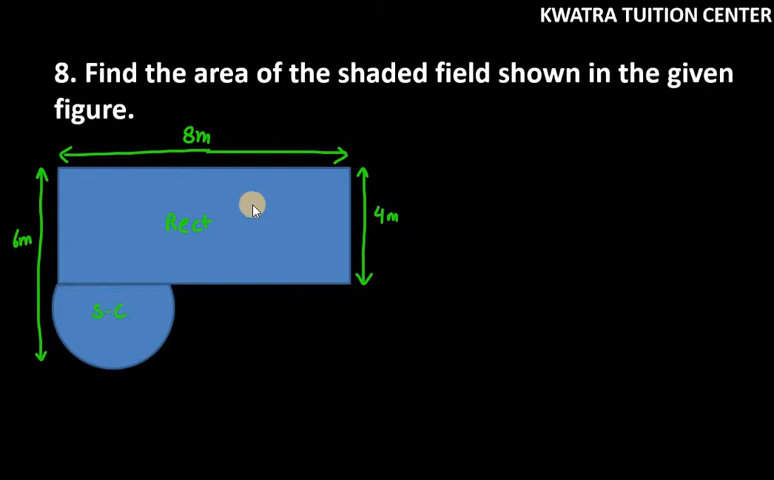 KWATRA TUITION CENTER
8. Find the area of the shaded field shown in the given
figure.
8m
6m
Rect
4m
S-C